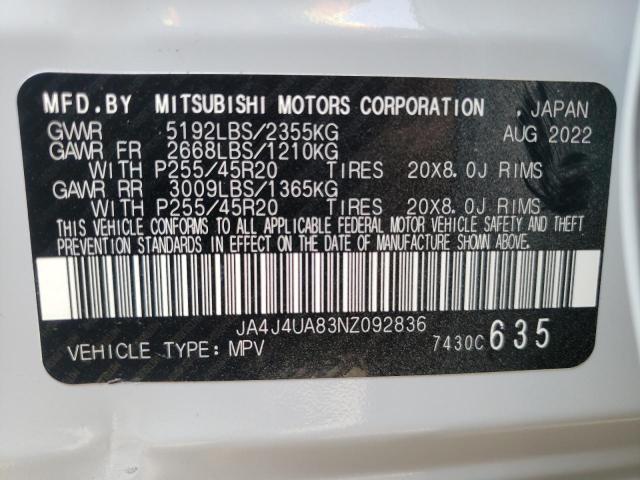 MFD.BY MITSUBISHI MOTORS CORPORATION , JAPAN
GVWR 5192LBS/2355KG AUG 2022
GAWR FR 2668LBS/1210KG
WITH P255/45R20 TIRES 20X8.0J RIMS
GAWR RR 3009LBS/1365KG
WITH P255/45R20 TIRES 20X8.0J RIMS
THIS VEHICLE CONFORMS TO ALL APPLICABLE FEDERAL MOTOR VEHICLE SAFETY AND THEFT
PREVENTION STANDARDS IN EFFECT ON THE DATE OF MANUFACTURE SHOWN ABOVE.
JA4J4UA83NZ092836
VEHICLE TYPE: MPV 7430C 635